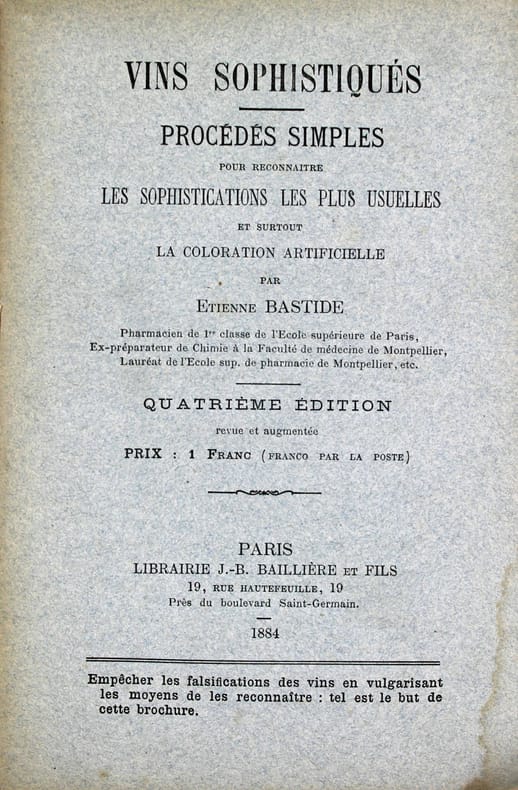 VINS SOPHISTIQUÉS
PROCÉDÉS SIMPLES
POUR RECONNAITRE
LES SOPHISTICATIONS LES PLUS USUELLES
ET SURTOUT
LA COLORATION ARTIFICIELLE
PAR
ETIENNE BASTIDE
Pharmacien de 1re classe de l'Ecole supérieure de Paris,
Ex-préparateur de Chimie à la Faculté de médecine de Montpellier,
Lauréat de l'Ecole sup. de pharmacie de Montpellier, etc.
QUATRIÈME ÉDITION
revue et augmentée
PRIX : 1 FRANC (FRANCO PAR LA POSTE)
PARIS
LIBRAIRIE J.-B. BAILLIÈRE ET FILS
19, RUE HAUTEFEUILLE, 19
Près du boulevard Saint-Germain.
1884
Empêcher les falsifications des vins en vulgarisant
les moyens de les reconnaître : tel est le but de
cette brochure.